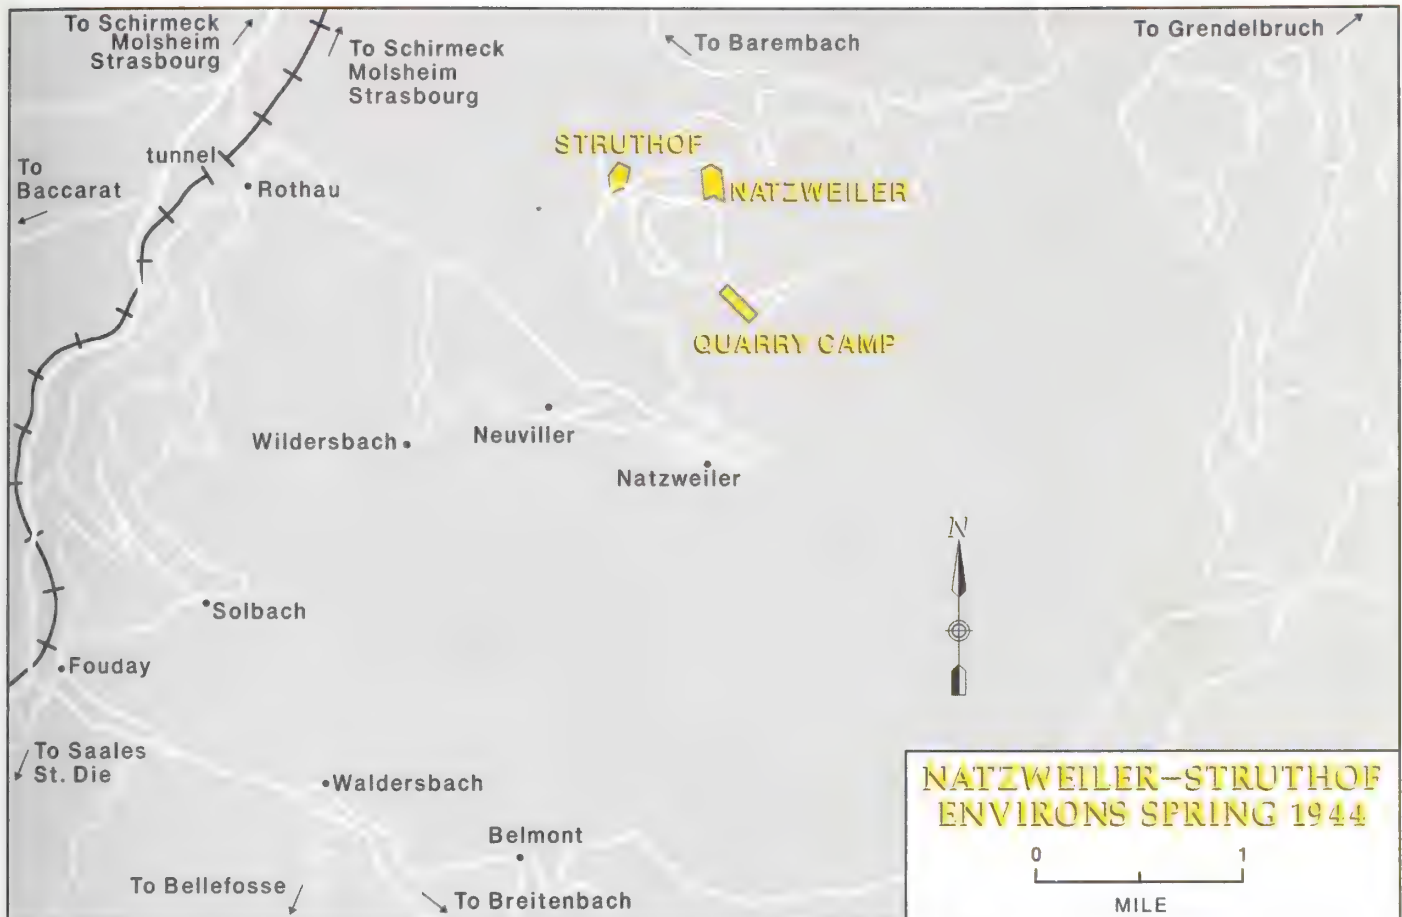 To Schirmeck
Molsheim
Strasbourg
To Schirmeck
Molsheim
Strasbourg
To Barembach
To Grendelbruch
tunnel
To
Baccarat
Rothau
STRUTHOF
NATZWEILER
QUARRY CAMP
Wildersbach
Neuviller
Natzweiler
N
Solbach
Fouday
To Saales
St. Die
Waldersbach
Belmont
To Bellefosse
To Breitenbach
NATZWEILER–STRUTHOF
ENVIRONS SPRING 1944
0 1
MILE